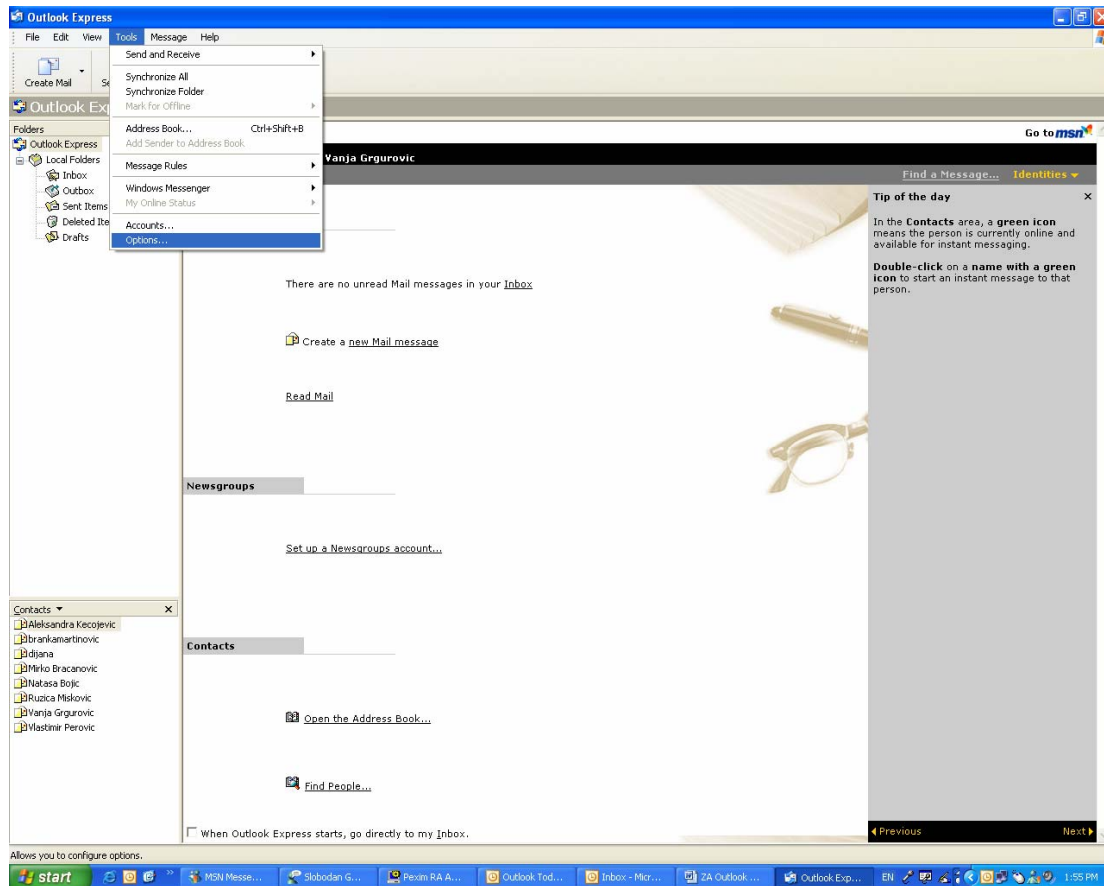 Outlook Express
File Edit View Tools Message Help
Create Mail
Outlook Ex
Send and Receive
Synchronize All
Synchronize Folder
Mark for Offline
Address Book... Ctrl+Shift+B
Add Sender to Address Book
Message Rules
Windows Messenger
My Online Status
Accounts...
Options...
Folders
Outlook Express
Local Folders
Inbox
Outbox
Sent Items
Deleted Ite
Drafts
Go to msn
Vanja Grgurovic
Find a Message... Identities
There are no unread Mail messages in your Inbox
Create a new Mail message
Read Mail
Newsgroups
Set up a Newsgroups account...
Contacts
Open the Address Book...
Find People...
When Outlook Express starts, go directly to my Inbox.
Tip of the day
In the Contacts area, a green icon
means the person is currently online and
available for instant messaging.
Double-click on a name with a green
icon to start an instant message to that
person.
Previous Next
Contacts
Aleksandra Kecojevic
brankamartinovic
dijana
Mirko Bracanovic
Natasa Bojic
Ruzica Miskovic
Vanja Grgurovic
Vlastimir Perovic
Allows you to configure options.
start MSN Messe... Slobodan G... Pexim RA A... Outlook Tod... Inbox - Micr... ZA Outlook ... Outlook Exp... EN 1:55 PM